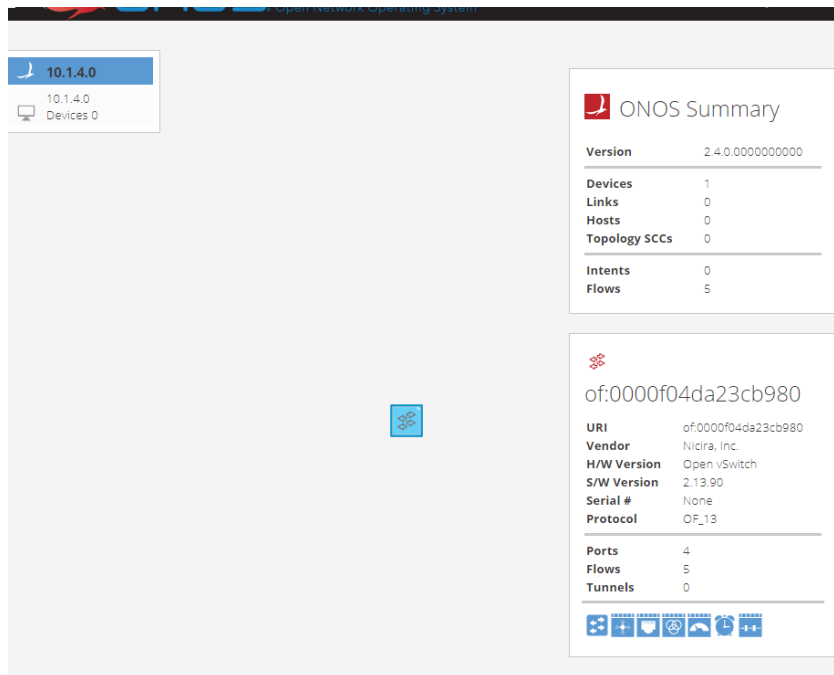 Open Network Operating System
10.1.4.0
10.1.4.0
Devices 0
ONOS Summary
Version 2.4.0.0000000000
Devices 1
Links 0
Hosts 0
Topology SCCs 0
Intents 0
Flows 5
of:0000f04da23cb980
URI of:0000f04da23cb980
Vendor Nicira, Inc.
H/W Version Open vSwitch
S/W Version 2.13.90
Serial # None
Protocol OF_13
Ports 4
Flows 5
Tunnels 0